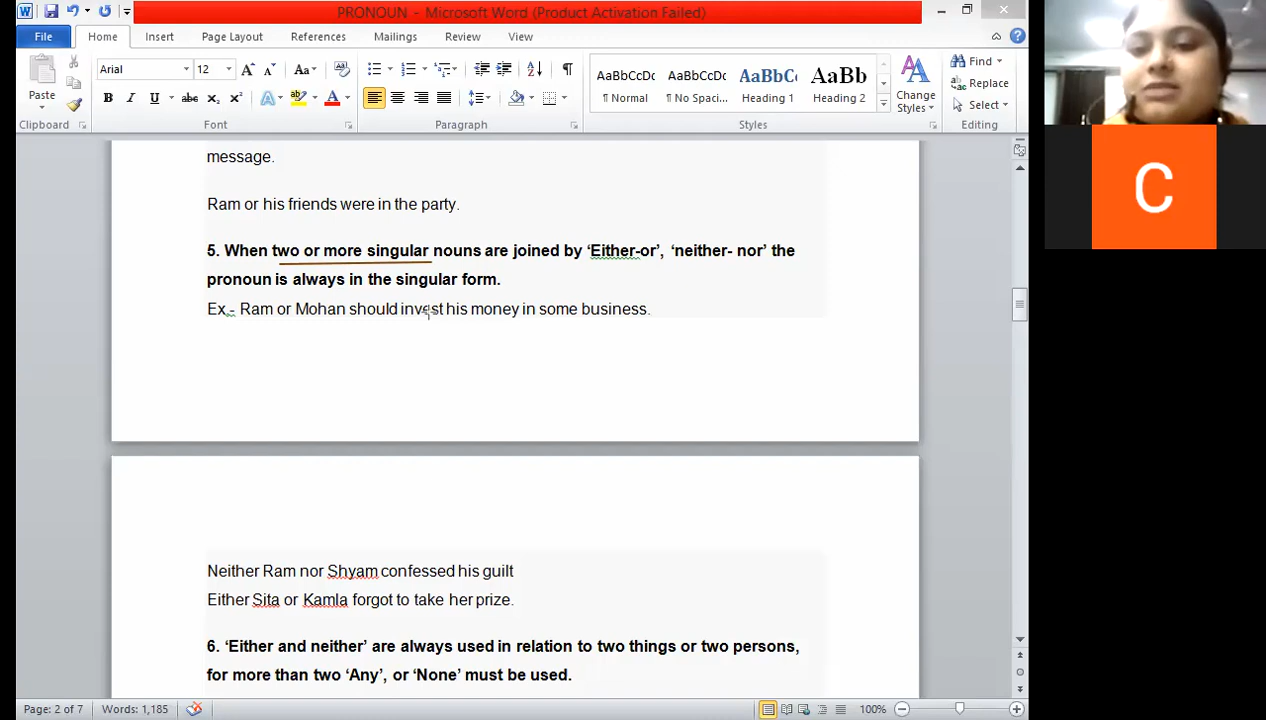 PRONOUN - Microsoft Word (Product Activation Failed)
File Home Insert Page Layout References Mailings Review View
Arial 12
Paste
Clipboard
Font
Paragraph
AaBbCcDc AaBbCcDc AaBbCc AaBb
¶ Normal ¶ No Spaci... Heading 1 Heading 2
Change Styles
Styles
Find
Replace
Select
Editing
message.
Ram or his friends were in the party.
5. When two or more singular nouns are joined by ‘Either-or’, ‘neither- nor’ the
pronoun is always in the singular form.
Ex.- Ram or Mohan should invest his money in some business.
Neither Ram nor Shyam confessed his guilt
Either Sita or Kamla forgot to take her prize.
6. ‘Either and neither’ are always used in relation to two things or two persons,
for more than two ‘Any’, or ‘None’ must be used.
Page: 2 of 7 Words: 1,185 100%
C